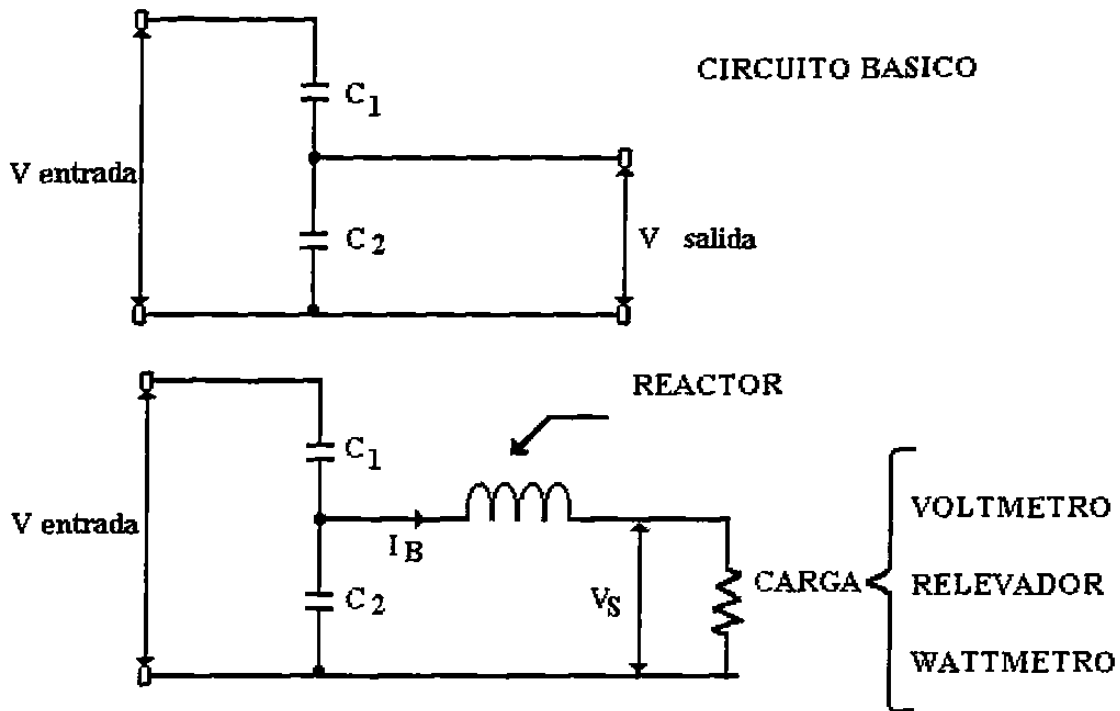 CIRCUITO BASICO
C1
V entrada
C2
V salida
REACTOR
C1
V entrada
IB
VOLTMETRO
C2
VS
CARGA
RELEVADOR
WATTMETRO